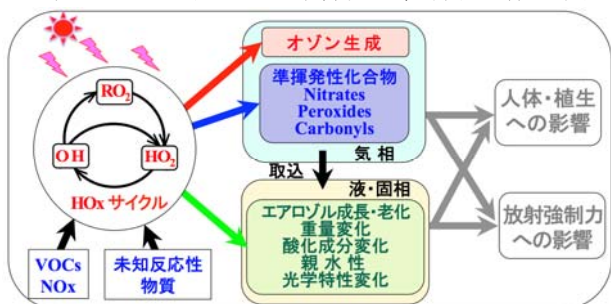 オゾン生成
準揮発性化合物
Nitrates
Peroxides
Carbonyls
気相
取込
RO2
OH
HO2
HOx サイクル
VOCs
NOx
未知反応性
物質
液・固相
エアロゾル成長・老化
重量変化
酸化成分変化
親水性
光学特性変化
人体・植生
への影響
放射強制力
への影響